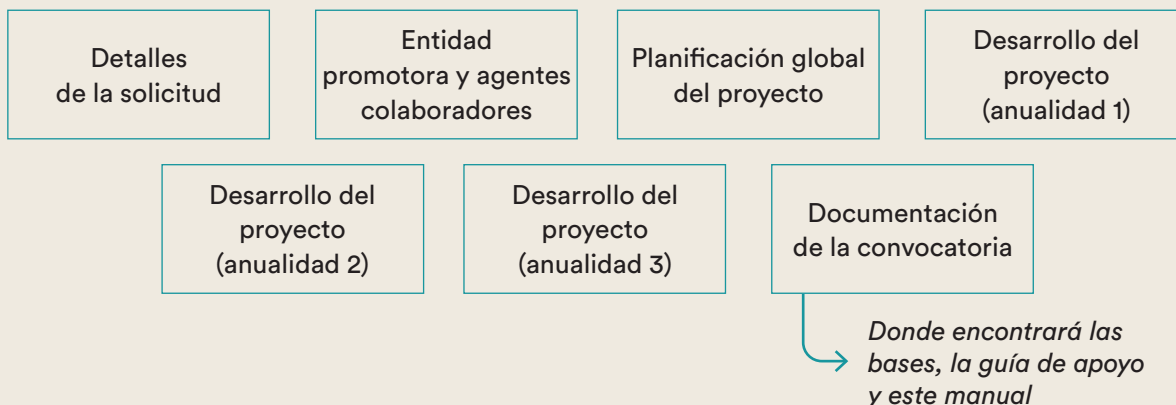 Detalles
de la solicitud
Entidad
promotora y agentes
colaboradores
Planificación global
del proyecto
Desarrollo del
proyecto
(anualidad 1)
Desarrollo del
proyecto
(anualidad 2)
Desarrollo del
proyecto
(anualidad 3)
Documentación
de la convocatoria
Donde encontrará las
bases, la guía de apoyo
y este manual